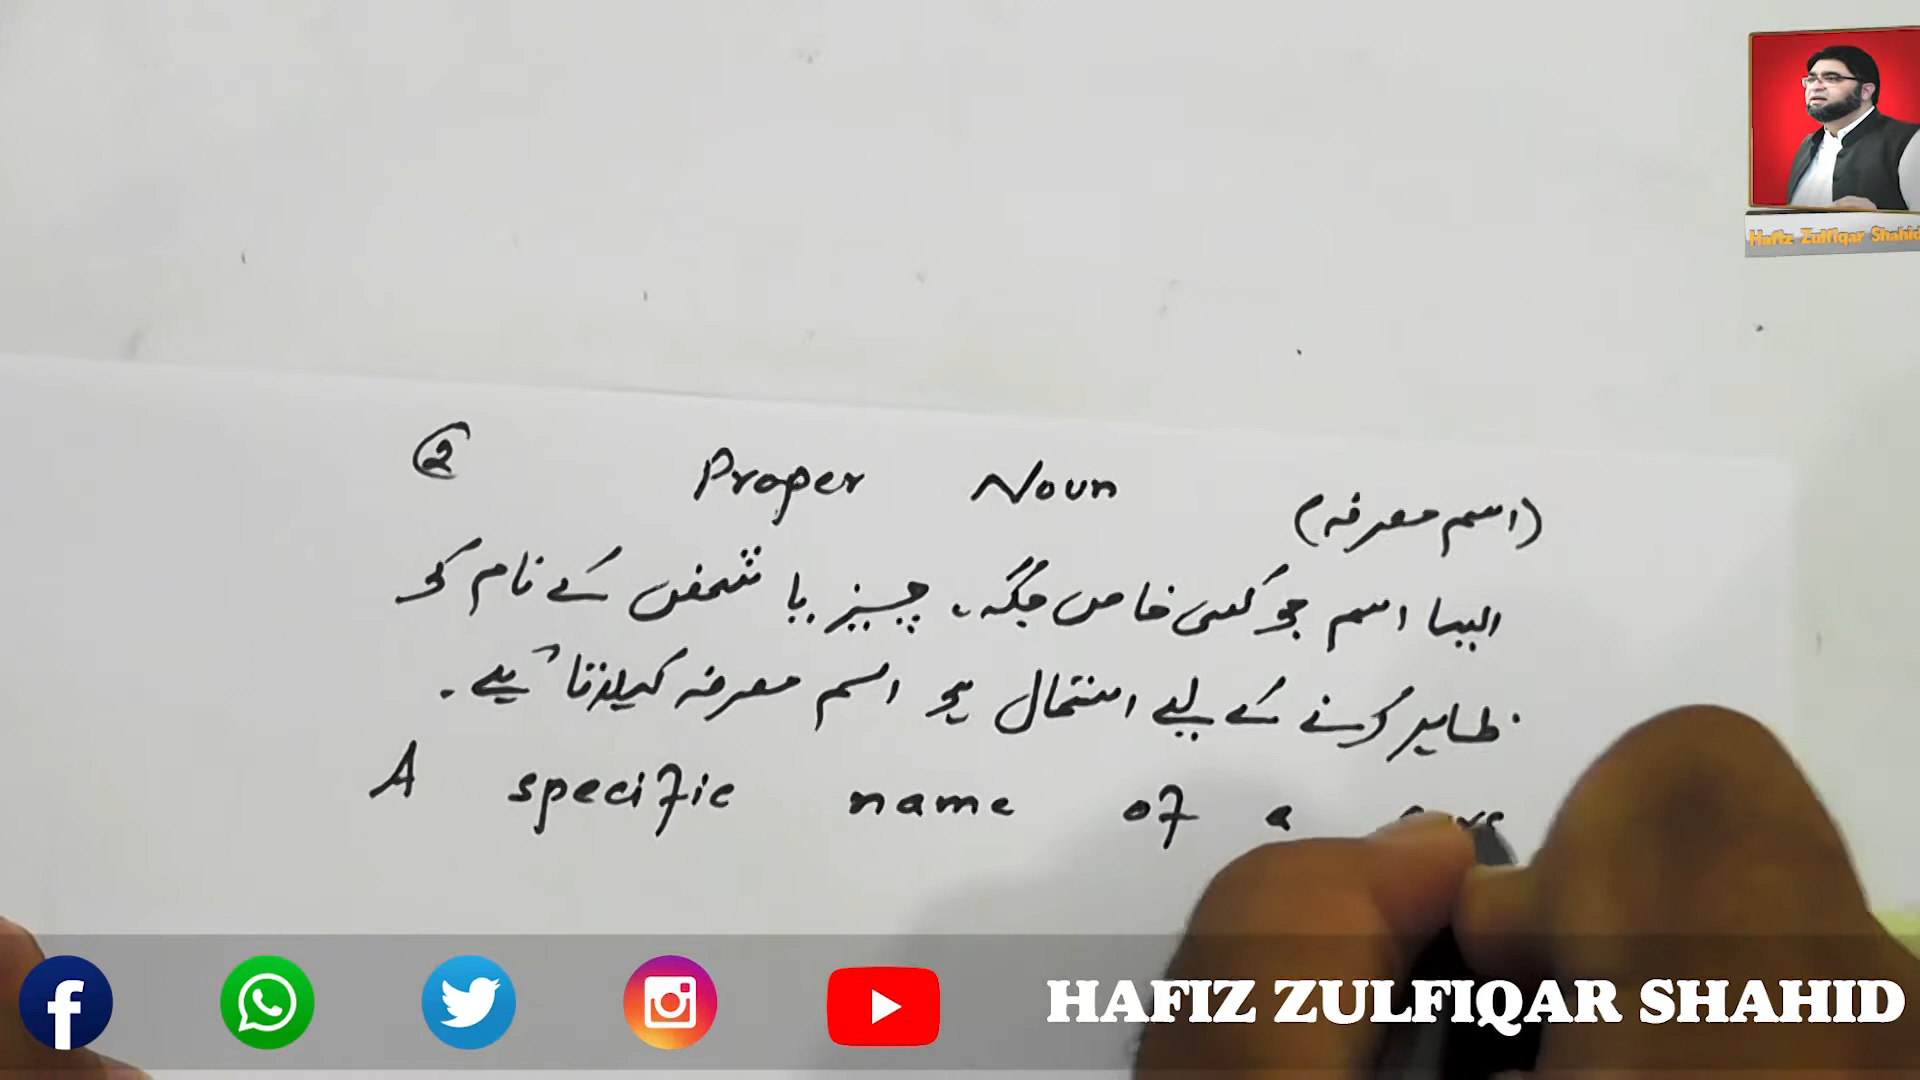 Hafiz Zulfiqar Shahid
② Proper Noun (اسم معرفہ)
ایسا اسم جو کسی خاص جگہ، چیز یا شخص کے نام کو
ظاہر کرنے کے لیے استعمال ہو اسم معرفہ کہلاتا ہے۔
A specific name of a
HAFIZ ZULFIQAR SHAHID